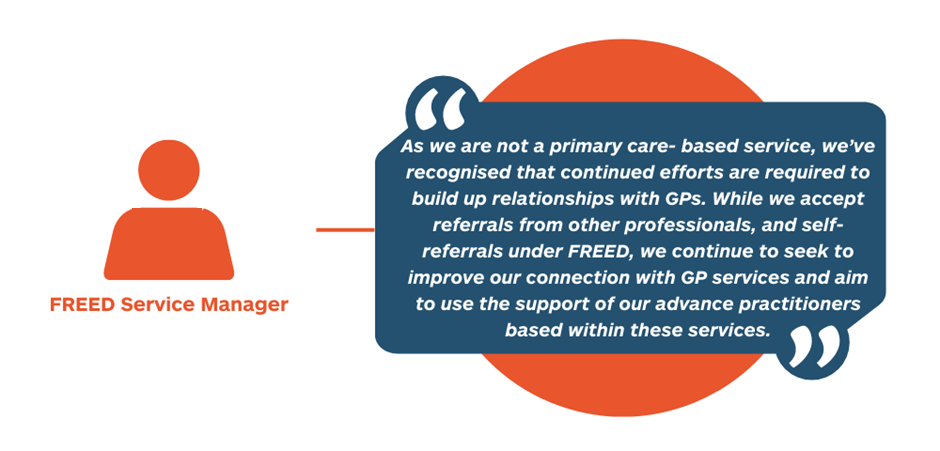 As we are not a primary care- based service, we've
recognised that continued efforts are required to
build up relationships with GPs. While we accept
referrals from other professionals, and self-
referrals under FREED, we continue to seek to
improve our connection with GP services and aim
to use the support of our advance practitioners
based within these services.
FREED Service Manager